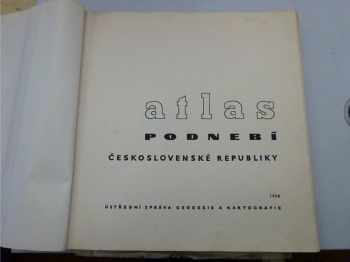 atlas
PODNEBÍ
ČESKOSLOVENSKÉ REPUBLIKY
1958
ÚSTŘEDNÍ SPRÁVA GEODESIE A KARTOGRAFIE